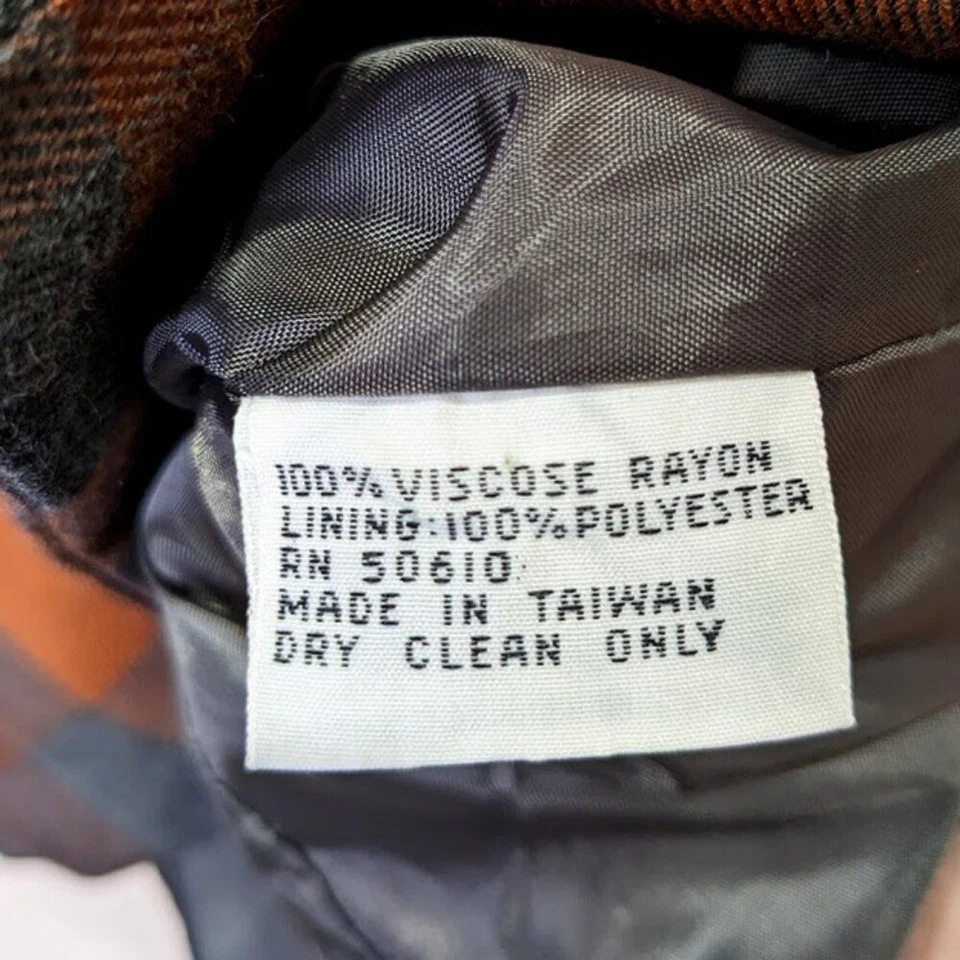 100% VISCOSE RAYON
LINING:100% POLYESTER
RN 50610
MADE IN TAIWAN
DRY CLEAN ONLY